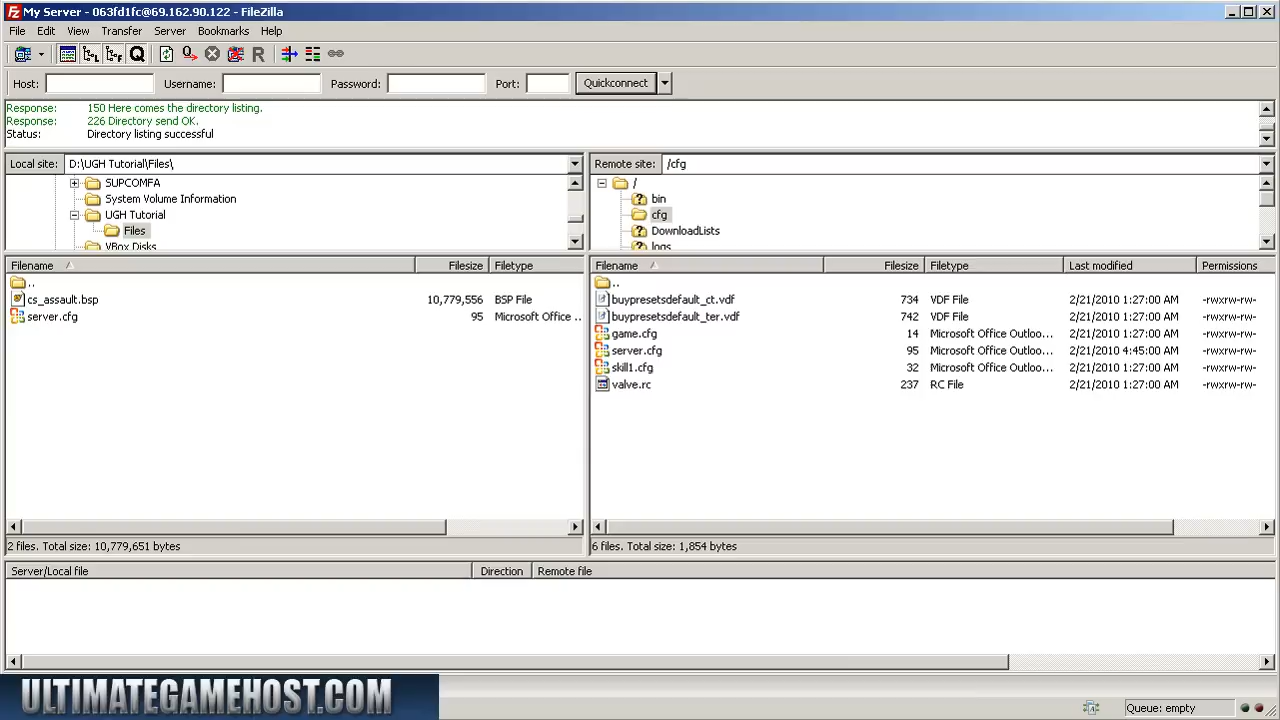 My Server - 063fd1fc@69.162.90.122 - FileZilla
File Edit View Transfer Server Bookmarks Help
Host: Username: Password: Port: Quickconnect
Response: 150 Here comes the directory listing.
Response: 226 Directory send OK.
Status: Directory listing successful
Local site: D:\UGH Tutorial\Files\
SUPCOMFA
System Volume Information
UGH Tutorial
Files
VBox Disks
Remote site: /cfg
/
bin
cfg
DownloadLists
logs
Filename Filesize Filetype
..
cs_assault.bsp 10,779,556 BSP File
server.cfg 95 Microsoft Office ..
2 files. Total size: 10,779,651 bytes
Filename Filesize Filetype Last modified Permissions
..
buypresetsdefault_ct.vdf 734 VDF File 2/21/2010 1:27:00 AM -rwxrw-rw-
buypresetsdefault_ter.vdf 742 VDF File 2/21/2010 1:27:00 AM -rwxrw-rw-
game.cfg 14 Microsoft Office Outloo... 2/21/2010 1:27:00 AM -rwxrw-rw-
server.cfg 95 Microsoft Office Outloo... 2/21/2010 4:45:00 AM -rwxrw-rw-
skill1.cfg 32 Microsoft Office Outloo... 2/21/2010 1:27:00 AM -rwxrw-rw-
valve.rc 237 RC File 2/21/2010 1:27:00 AM -rwxrw-rw-
6 files. Total size: 1,854 bytes
Server/Local file Direction Remote file
ULTIMATEGAMEHOST.COM
Queue: empty